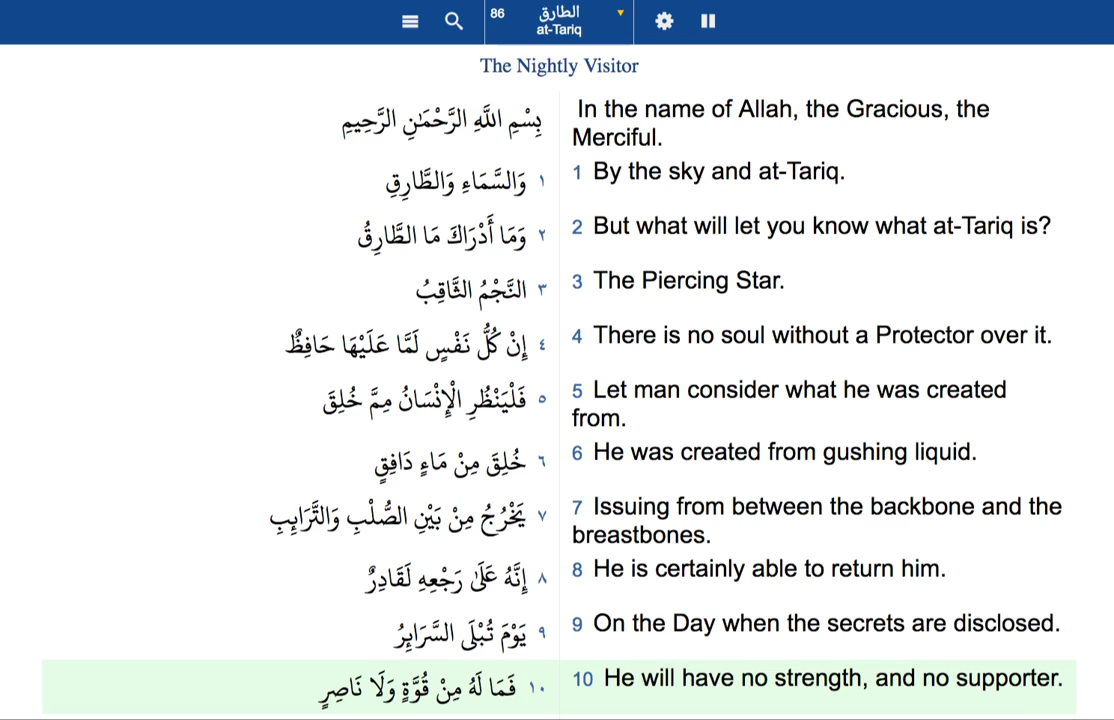 86
الطارق
at-Tariq
The Nightly Visitor
بِسْمِ اللَّهِ الرَّحْمَٰنِ الرَّحِيمِ
In the name of Allah, the Gracious, the
Merciful.
١ وَالسَّمَاءِ وَالطَّارِقِ
1 By the sky and at-Tariq.
٢ وَمَا أَدْرَاكَ مَا الطَّارِقُ
2 But what will let you know what at-Tariq is?
٣ النَّجْمُ الثَّاقِبُ
3 The Piercing Star.
٤ إِنْ كُلُّ نَفْسٍ لَمَّا عَلَيْهَا حَافِظٌ
4 There is no soul without a Protector over it.
٥ فَلْيَنْظُرِ الْإِنْسَانُ مِمَّ خُلِقَ
5 Let man consider what he was created
from.
٦ خُلِقَ مِنْ مَاءٍ دَافِقٍ
6 He was created from gushing liquid.
٧ يَخْرُجُ مِنْ بَيْنِ الصُّلْبِ وَالتَّرَائِبِ
7 Issuing from between the backbone and the
breastbones.
٨ إِنَّهُ عَلَىٰ رَجْعِهِ لَقَادِرٌ
8 He is certainly able to return him.
٩ يَوْمَ تُبْلَى السَّرَائِرُ
9 On the Day when the secrets are disclosed.
١٠ فَمَا لَهُ مِنْ قُوَّةٍ وَلَا نَاصِرٍ
10 He will have no strength, and no supporter.